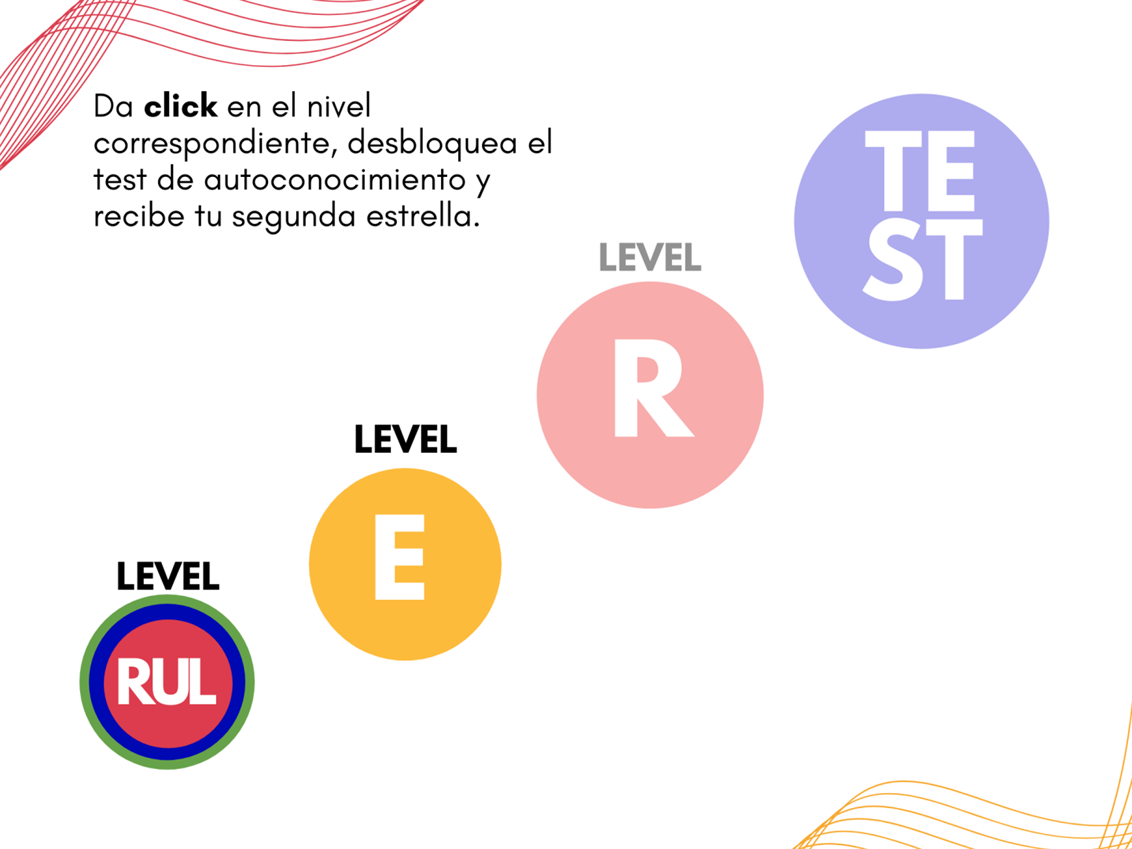 Da click en el nivel
correspondiente, desbloquea el
test de autoconocimiento y
recibe tu segunda estrella.
TE
ST
LEVEL
R
LEVEL
E
LEVEL
RUL